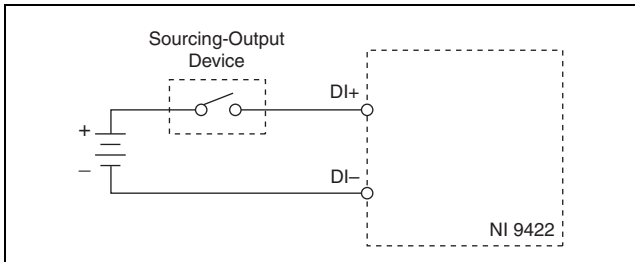 Sourcing-Output
Device
DI+
+
–
DI–
NI 9422